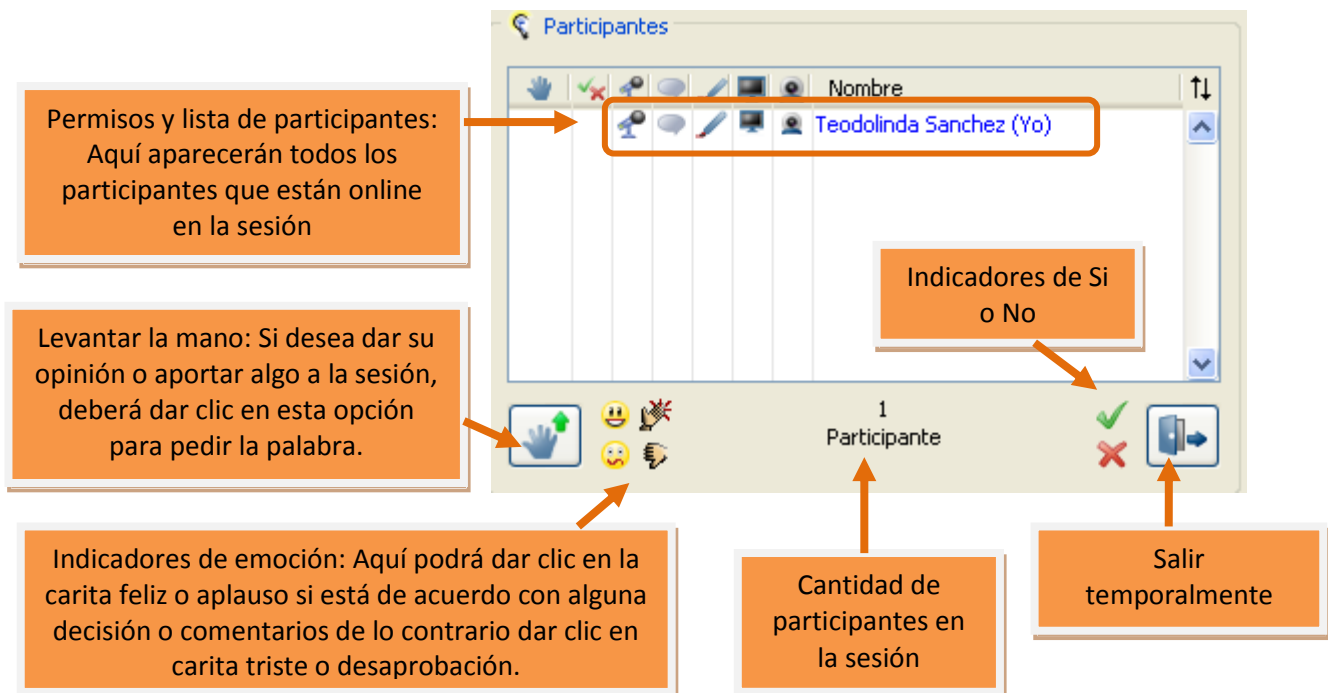 Participantes
Nombre
Teodolinda Sanchez (Yo)
Permisos y lista de participantes:
Aquí aparecerán todos los
participantes que están online
en la sesión
Indicadores de Si
o No
Levantar la mano: Si desea dar su
opinión o aportar algo a la sesión,
deberá dar clic en esta opción
para pedir la palabra.
1
Participante
Indicadores de emoción: Aquí podrá dar clic en la
carita feliz o aplauso si está de acuerdo con alguna
decisión o comentarios de lo contrario dar clic en
carita triste o desaprobación.
Cantidad de
participantes en
la sesión
Salir
temporalmente